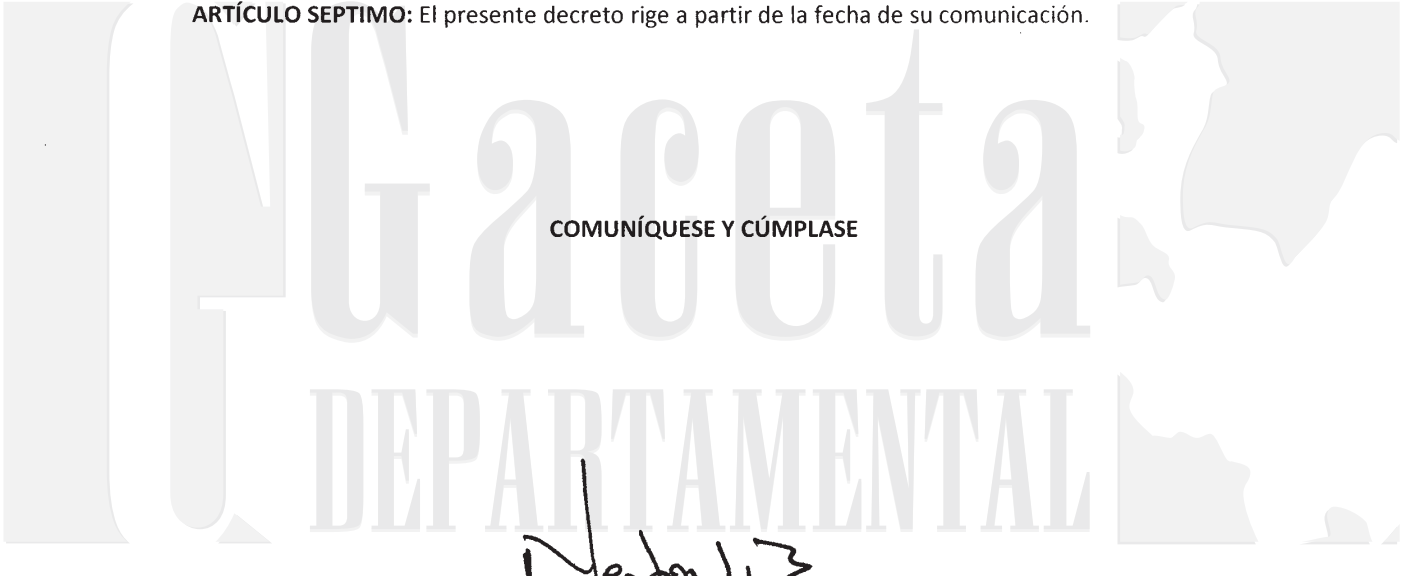 ARTÍCULO SEPTIMO: El presente decreto rige a partir de la fecha de su comunicación.
Gaceta
COMUNÍQUESE Y CÚMPLASE
DEPARTAMENTAL